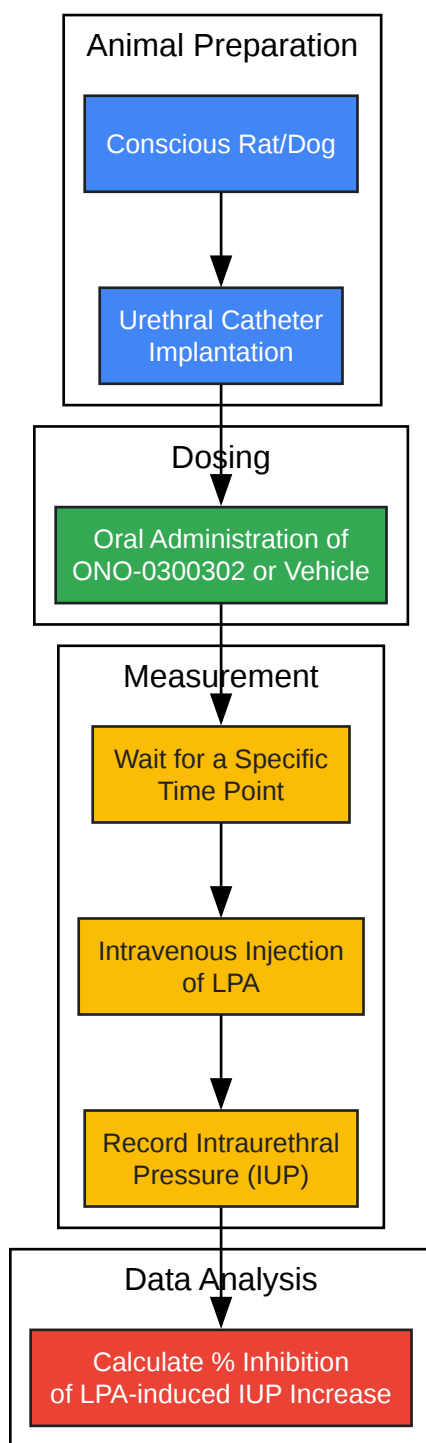 Animal Preparation
Conscious Rat/Dog
Urethral Catheter
Implantation
Dosing
Oral Administration of
ONO-0300302 or Vehicle
Measurement
Wait for a Specific
Time Point
Intravenous Injection
of LPA
Record Intraurethral
Pressure (IUP)
Data Analysis
Calculate % Inhibition
of LPA-induced IUP Increase